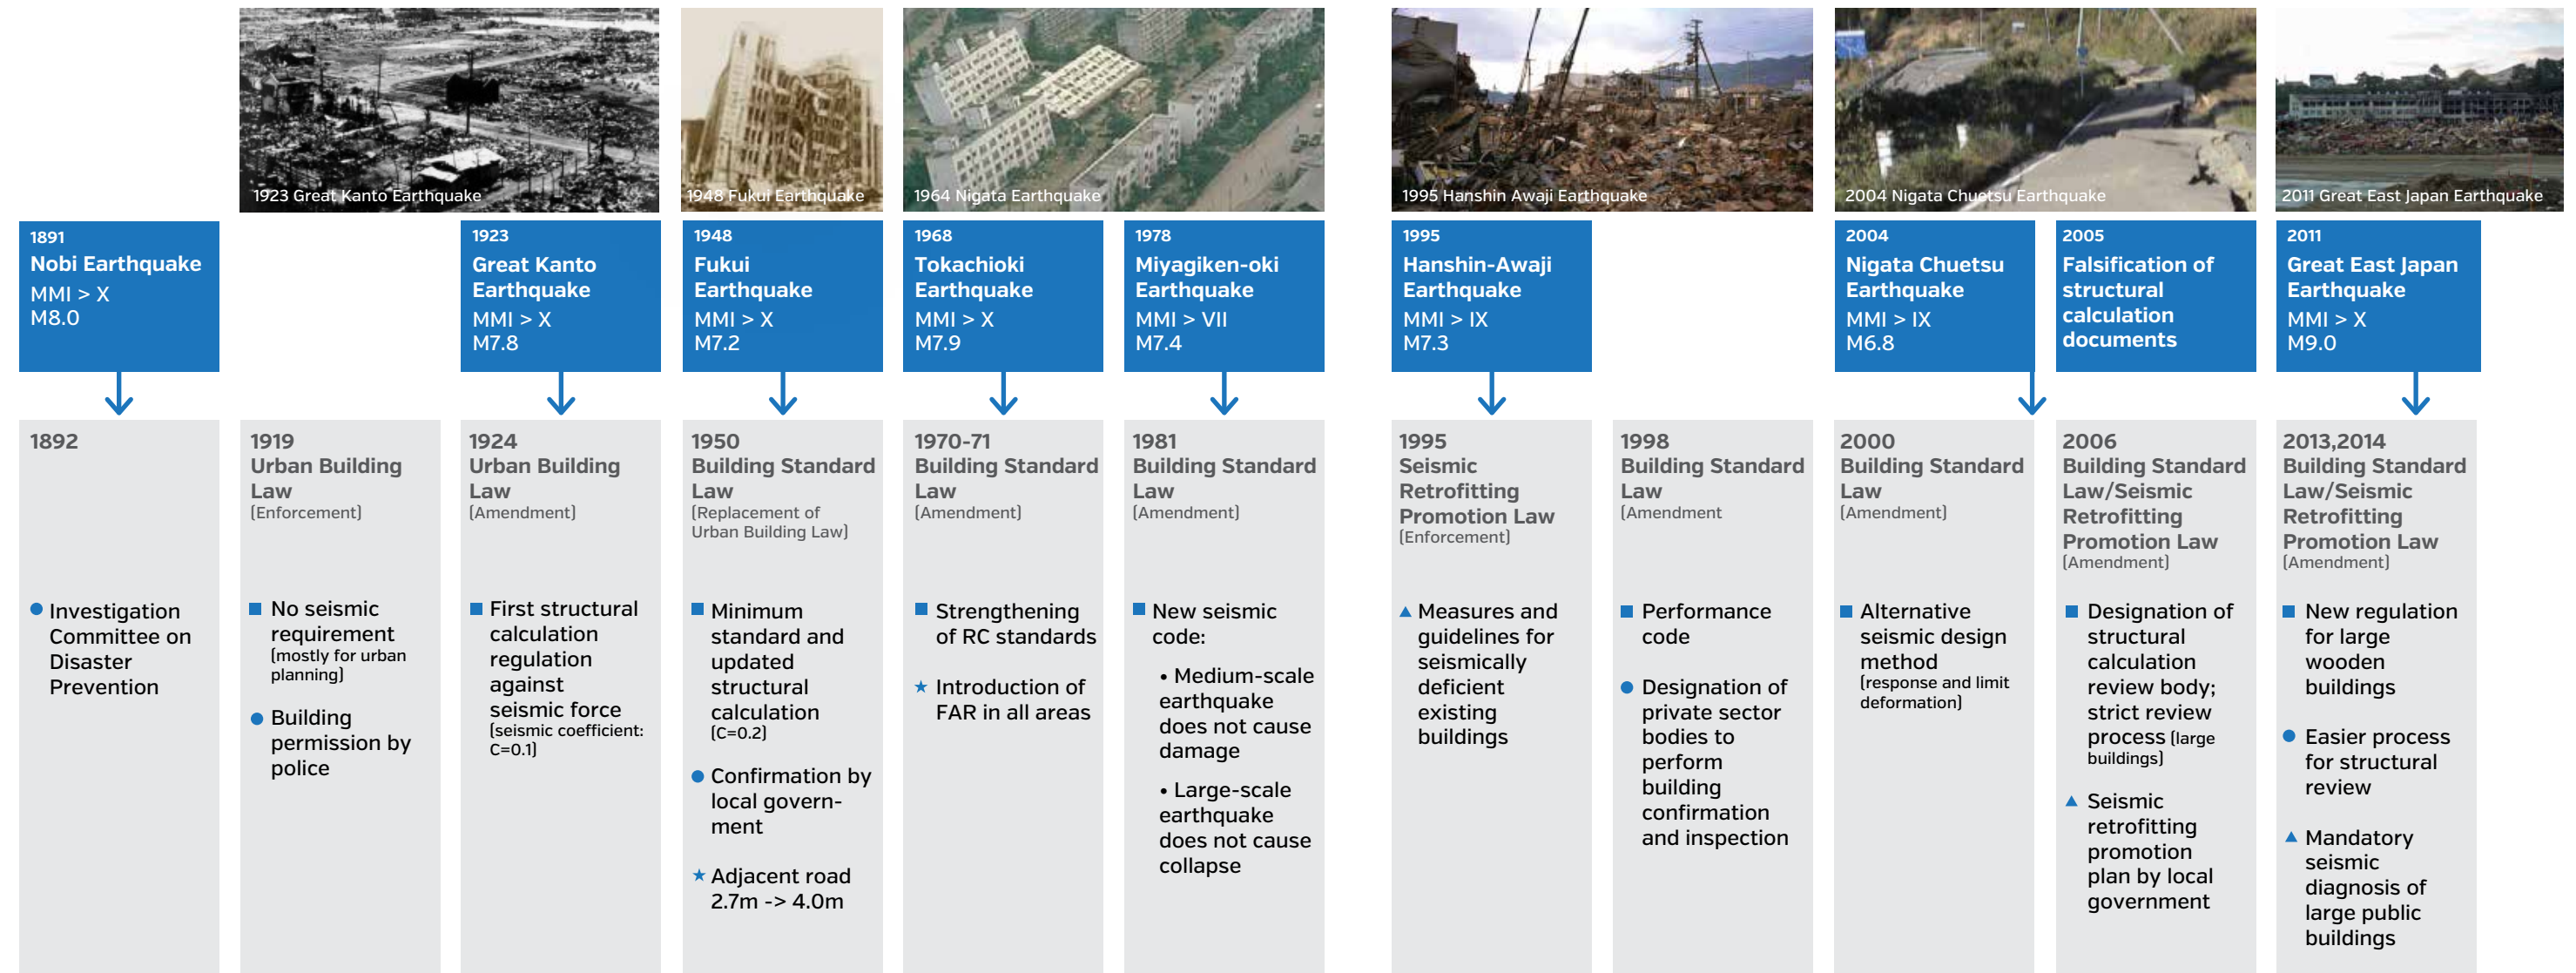 1923 Great Kanto Earthquake
1948 Fukui Earthquake
1964 Nigata Earthquake
1995 Hanshin Awaji Earthquake
2004 Nigata Chuetsu Earthquake
2011 Great East Japan Earthquake
1891
Nobi Earthquake
MMI > X
M8.0
1923
Great Kanto
Earthquake
MMI > X
M7.8
1948
Fukui
Earthquake
MMI > X
M7.2
1968
Tokachioki
Earthquake
MMI > X
M7.9
1978
Miyagiken-oki
Earthquake
MMI > VII
M7.4
1995
Hanshin-Awaji
Earthquake
MMI > IX
M7.3
2004
Nigata Chuetsu
Earthquake
MMI > IX
M6.8
2005
Falsification of
structural
calculation
documents
2011
Great East Japan
Earthquake
MMI > X
M9.0
1892
● Investigation
Committee on
Disaster
Prevention
1919
Urban Building
Law
(Enforcement)
■ No seismic
requirement
(mostly for urban
planning)
● Building
permission by
police
1924
Urban Building
Law
(Amendment)
■ First structural
calculation
regulation
against
seismic force
(seismic coefficient:
C=0.1)
1950
Building Standard
Law
(Replacement of
Urban Building Law)
■ Minimum
standard and
updated
structural
calculation
(C=0.2)
● Confirmation by
local govern-
ment
★ Adjacent road
2.7m -> 4.0m
1970-71
Building Standard
Law
(Amendment)
■ Strengthening
of RC standards
★ Introduction of
FAR in all areas
1981
Building Standard
Law
(Amendment)
■ New seismic
code:
• Medium-scale
earthquake
does not cause
damage
• Large-scale
earthquake
does not cause
collapse
1995
Seismic
Retrofitting
Promotion Law
(Enforcement)
▲ Measures and
guidelines for
seismically
deficient
existing
buildings
1998
Building Standard
Law
(Amendment
■ Performance
code
● Designation of
private sector
bodies to
perform
building
confirmation
and inspection
2000
Building Standard
Law
(Amendment)
■ Alternative
seismic design
method
(response and limit
deformation)
2006
Building Standard
Law/Seismic
Retrofitting
Promotion Law
(Amendment)
■ Designation of
structural
calculation
review body;
strict review
process (large
buildings)
▲ Seismic
retrofitting
promotion
plan by local
government
2013,2014
Building Standard
Law/Seismic
Retrofitting
Promotion Law
(Amendment)
■ New regulation
for large
wooden
buildings
● Easier process
for structural
review
▲ Mandatory
seismic
diagnosis of
large public
buildings